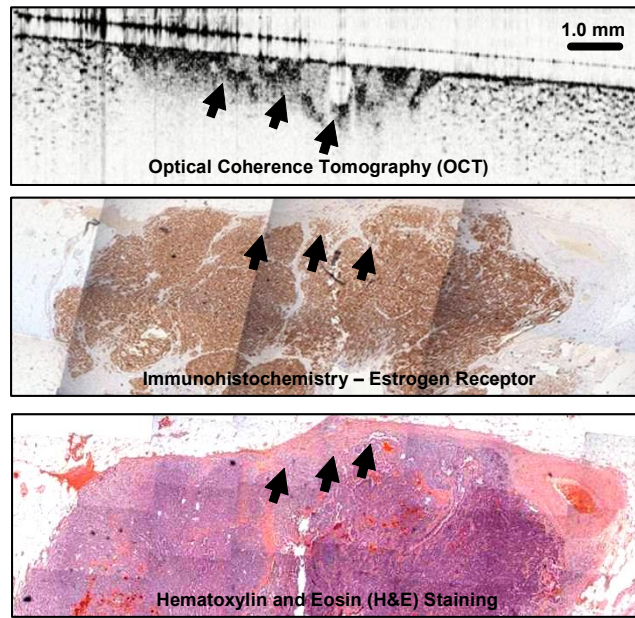 1.0 mm
Optical Coherence Tomography (OCT)
Immunohistochemistry – Estrogen Receptor
Hematoxylin and Eosin (H&E) Staining